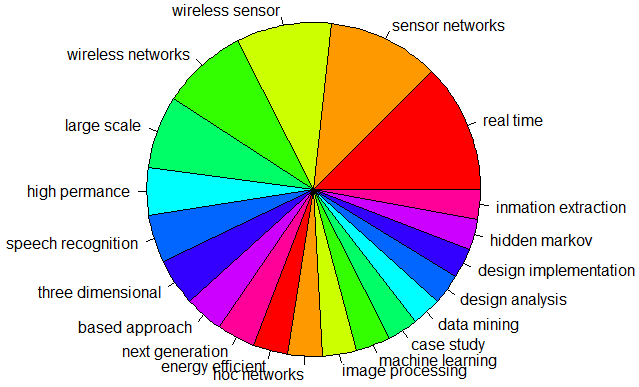 wireless sensor
sensor networks
wireless networks
real time
large scale
high permance
inmation extraction
speech recognition
hidden markov
design implementation
three dimensional
design analysis
based approach
data mining
next generation
case study
energy efficient
machine learning
hoc networks
image processing